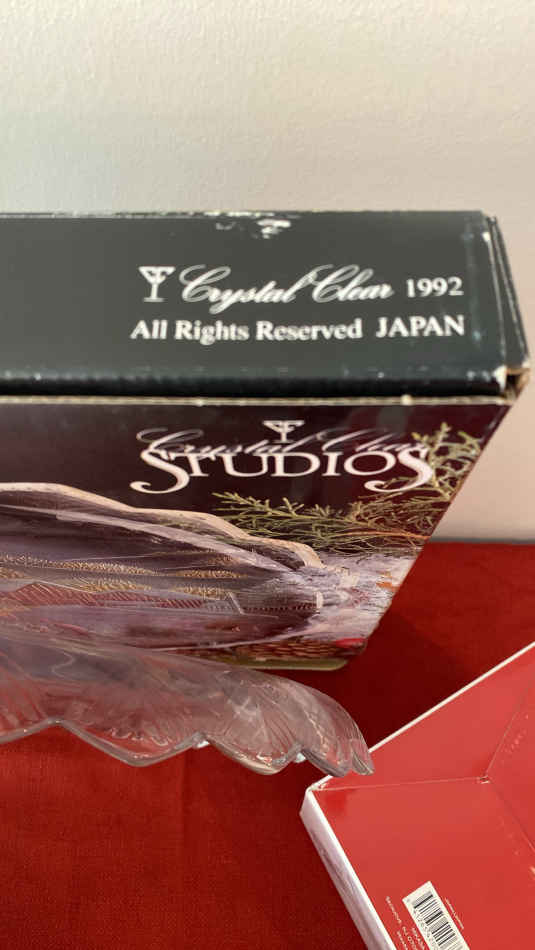 Crystal Clear 1992
All Rights Reserved JAPAN
Crystal Clear
STUDIOS